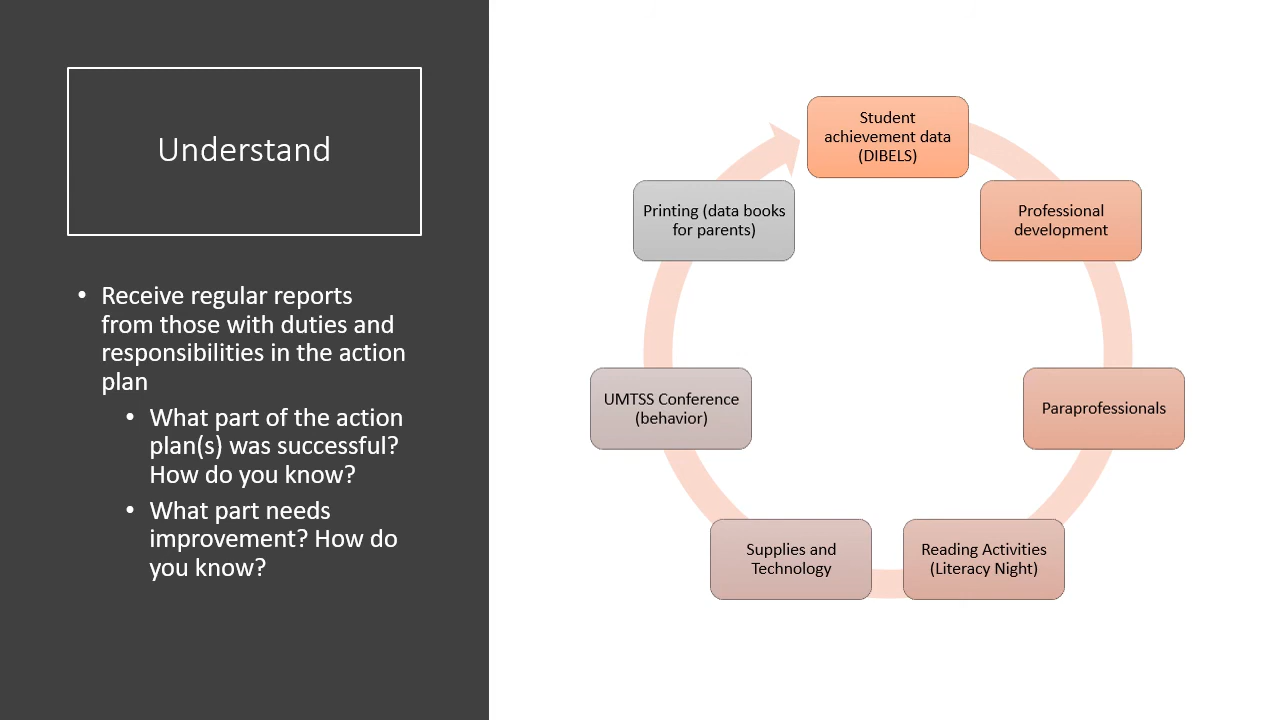 Understand
• Receive regular reports
from those with duties and
responsibilities in the action
plan
• What part of the action
plan(s) was successful?
How do you know?
• What part needs
improvement? How do
you know?
Student
achievement data
(DIBELS)
Professional
development
Paraprofessionals
Reading Activities
(Literacy Night)
Supplies and
Technology
UMTSS Conference
(behavior)
Printing (data books
for parents)